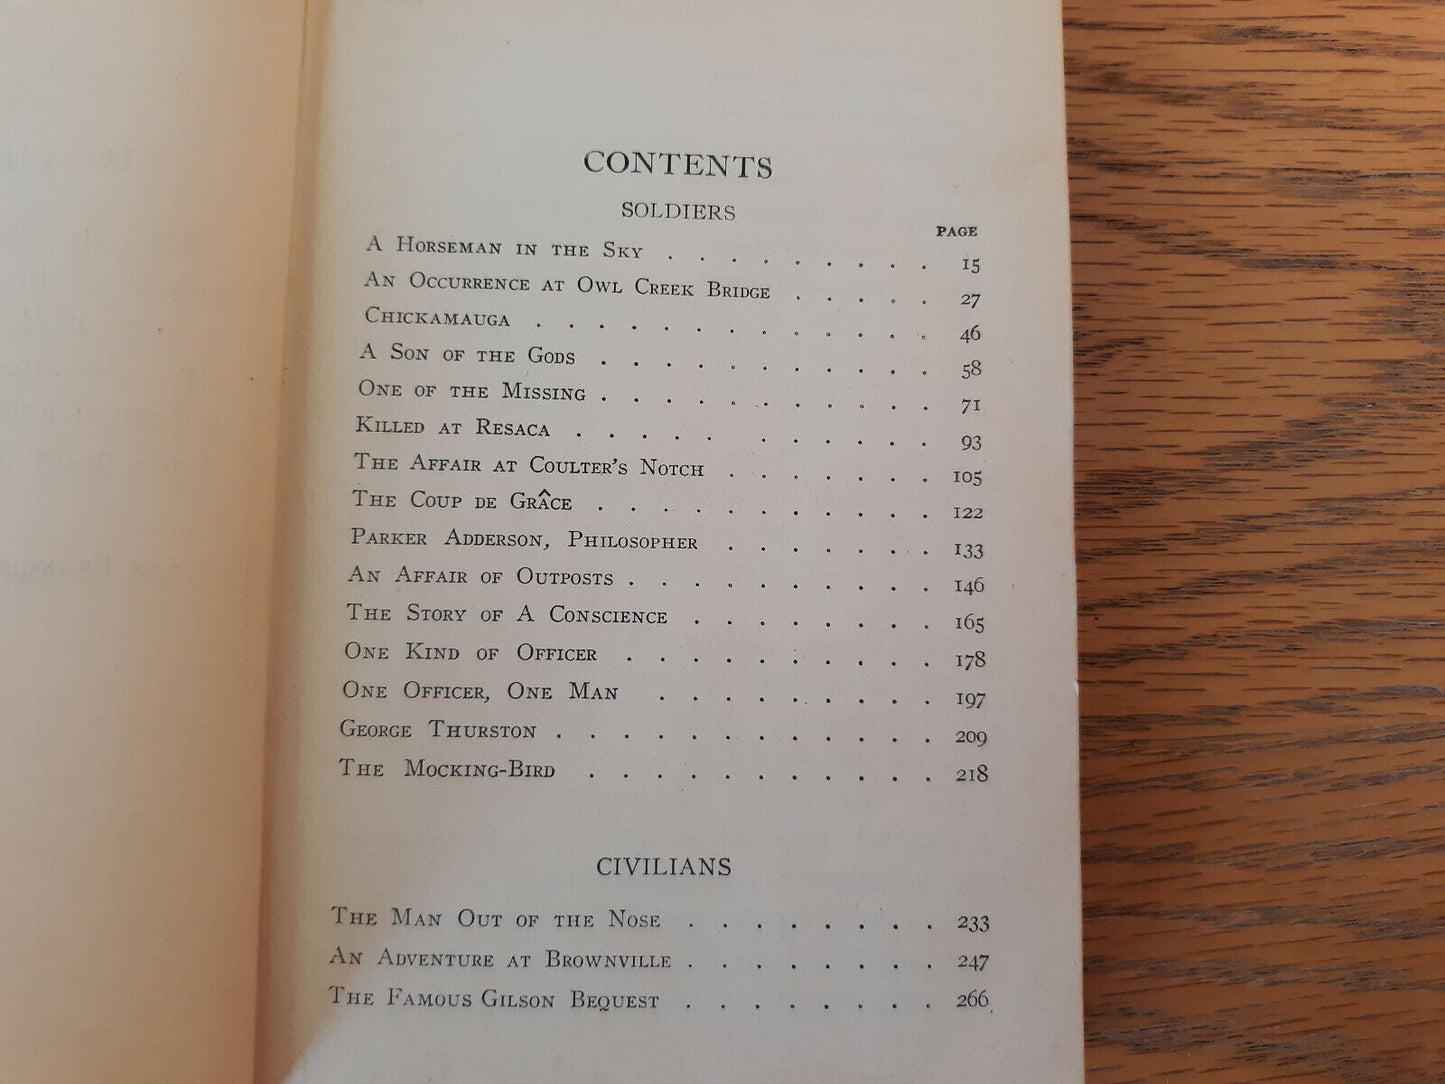 CONTENTS
SOLDIERS
PAGE
A Horseman in the Sky . . . . . . . . . 15
An Occurrence at Owl Creek Bridge . . . . . 27
Chickamauga . . . . . . . . . . . . . 46
A Son of the Gods . . . . . . . . . . . 58
One of the Missing . . . . . . . . . . . 71
Killed at Resaca . . . . . . . . . . . 93
The Affair at Coulter's Notch . . . . . . . 105
The Coup de Grâce . . . . . . . . . . . 122
Parker Adderson, Philosopher . . . . . . . 133
An Affair of Outposts . . . . . . . . . . 146
The Story of A Conscience . . . . . . . . 165
One Kind of Officer . . . . . . . . . . 178
One Officer, One Man . . . . . . . . . 197
George Thurston . . . . . . . . . . . . 209
The Mocking-Bird . . . . . . . . . . . 218
CIVILIANS
The Man Out of the Nose . . . . . . . . 233
An Adventure at Brownville . . . . . . . . 247
The Famous Gilson Bequest . . . . . . . . 266